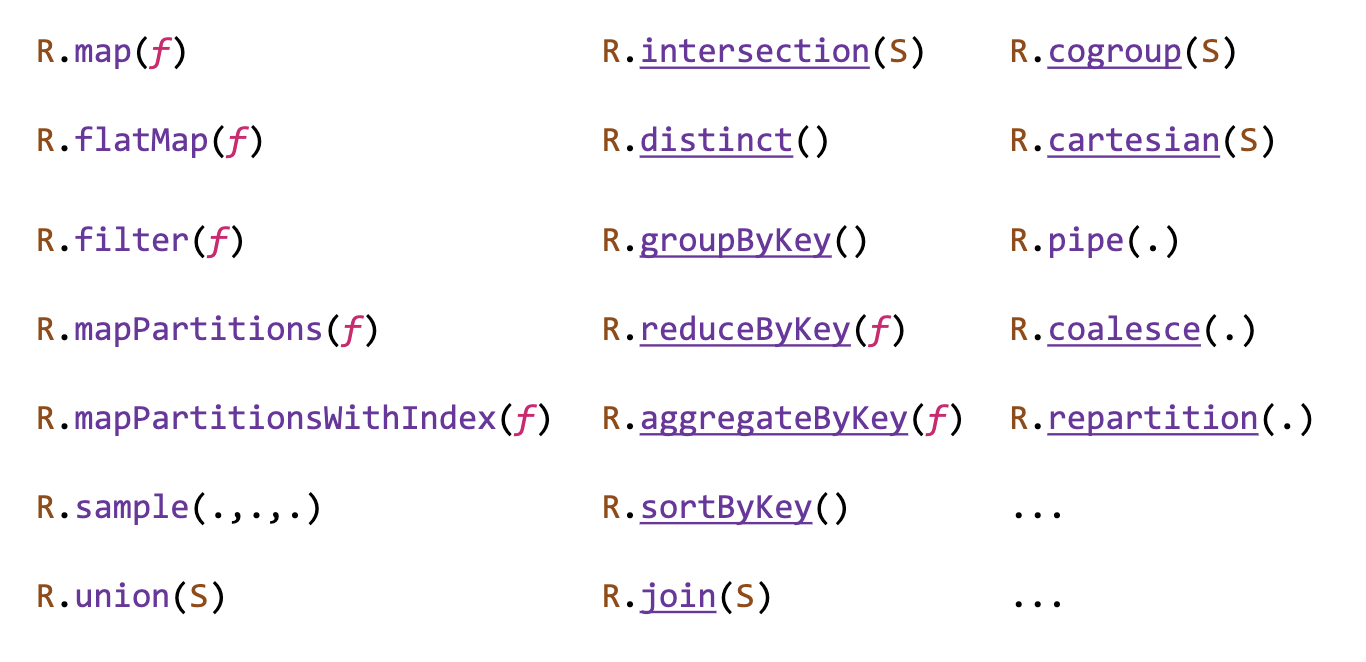 R.map(f)
R.flatMap(f)
R.filter(f)
R.mapPartitions(f)
R.mapPartitionsWithIndex(f)
R.sample(.,.,.)
R.union(S)
R.intersection(S)
R.distinct()
R.groupByKey()
R.reduceByKey(f)
R.aggregateByKey(f)
R.sortByKey()
R.join(S)
R.cogroup(S)
R.cartesian(S)
R.pipe(.)
R.coalesce(.)
R.repartition(.)
...
...